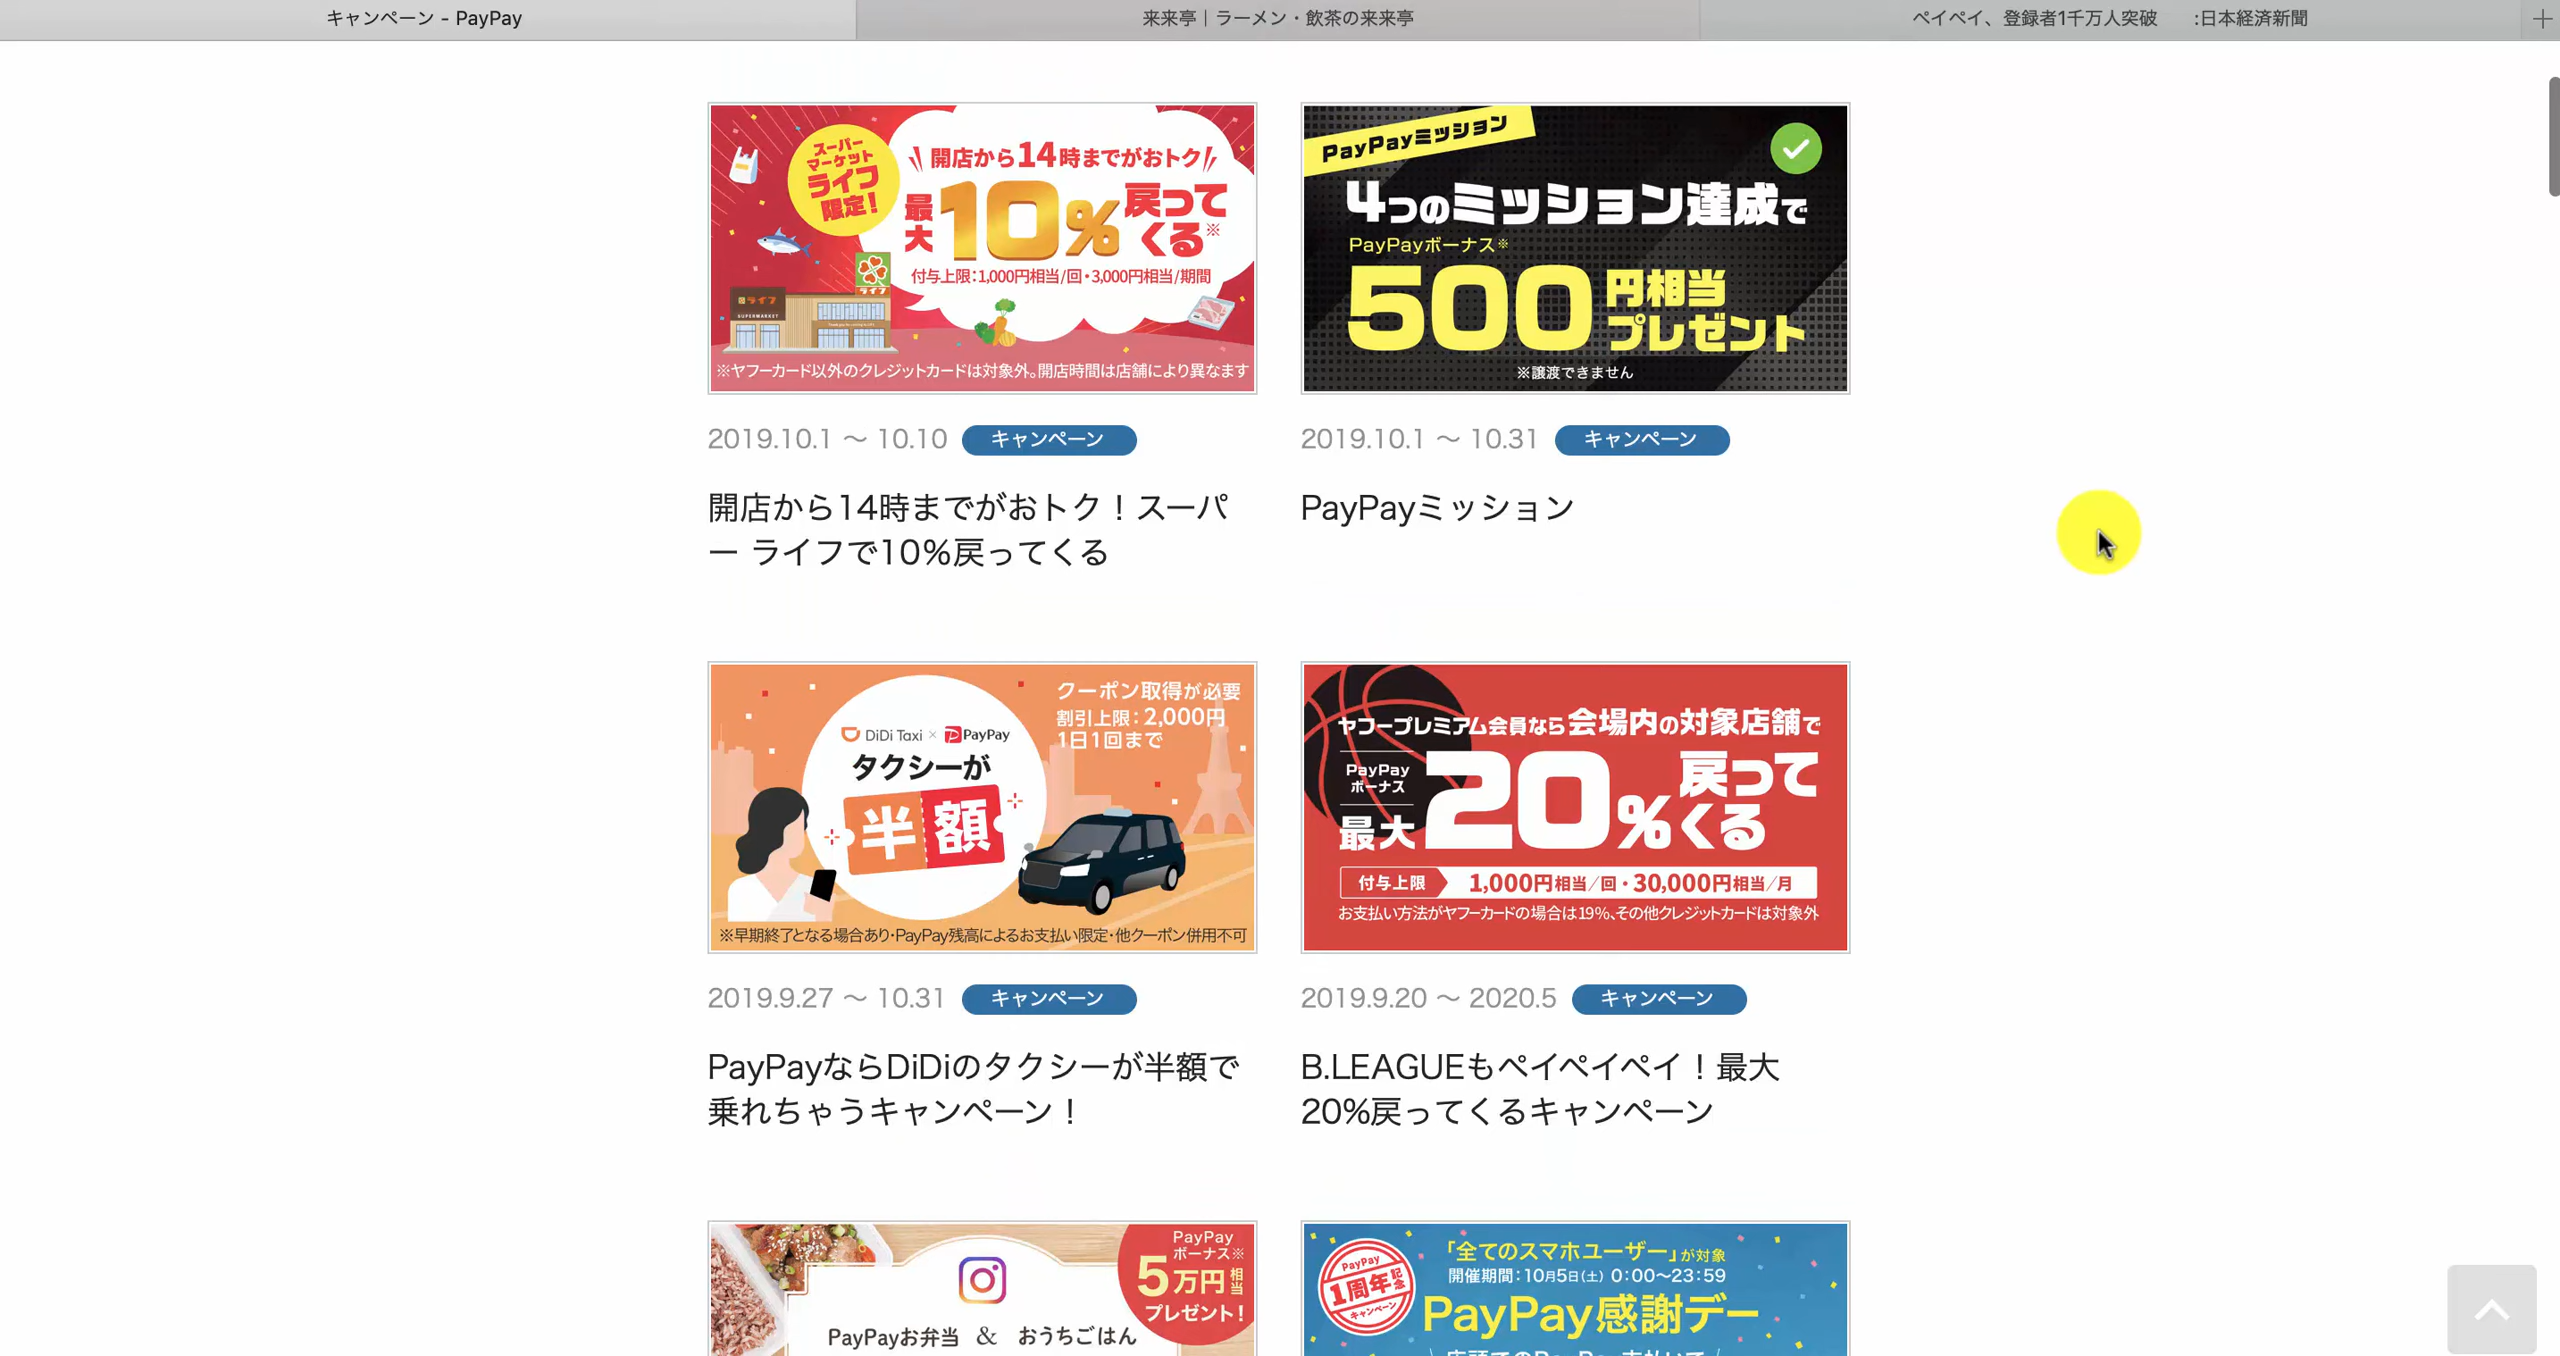 キャンペーン - PayPay
来来亭｜ラーメン・飲茶の来来亭
ペイペイ、登録者1千万人突破　:日本経済新聞
スーパー
マーケット
ライフ
限定!
開店から14時までがおトク
最大10%戻ってくる※
付与上限:1,000円相当/回・3,000円相当/期間
ライフ
ライフ
SUPERMARKET
※ヤフーカード以外のクレジットカードは対象外。開店時間は店舗により異なます
PayPayミッション
4つのミッション達成で
PayPayボーナス※
500円相当
プレゼント
※譲渡できません
2019.10.1 〜 10.10 キャンペーン
2019.10.1 〜 10.31 キャンペーン
開店から14時までがおトク！スーパ
ー ライフで10%戻ってくる
PayPayミッション
クーポン取得が必要
割引上限:2,000円
1日1回まで
DiDi Taxi × PayPay
タクシーが
半額
※早期終了となる場合あり・PayPay残高によるお支払い限定・他クーポン併用不可
ヤフープレミアム会員なら会場内の対象店舗で
PayPay
ボーナス
最大20%戻ってくる
付与上限 1,000円相当/回・30,000円相当/月
お支払い方法がヤフーカードの場合は19%、その他クレジットカードは対象外
2019.9.27 〜 10.31 キャンペーン
2019.9.20 〜 2020.5 キャンペーン
PayPayならDiDiのタクシーが半額で
乗れちゃうキャンペーン！
B.LEAGUEもペイペイペイ！最大
20%戻ってくるキャンペーン
PayPay
ボーナス※
5万円相当
プレゼント!
PayPayお弁当 & おうちごはん
PayPay
1周年記念
キャンペーン
「全てのスマホユーザー」が対象
開催期間:10月5日(土) 0:00〜23:59
PayPay感謝デー